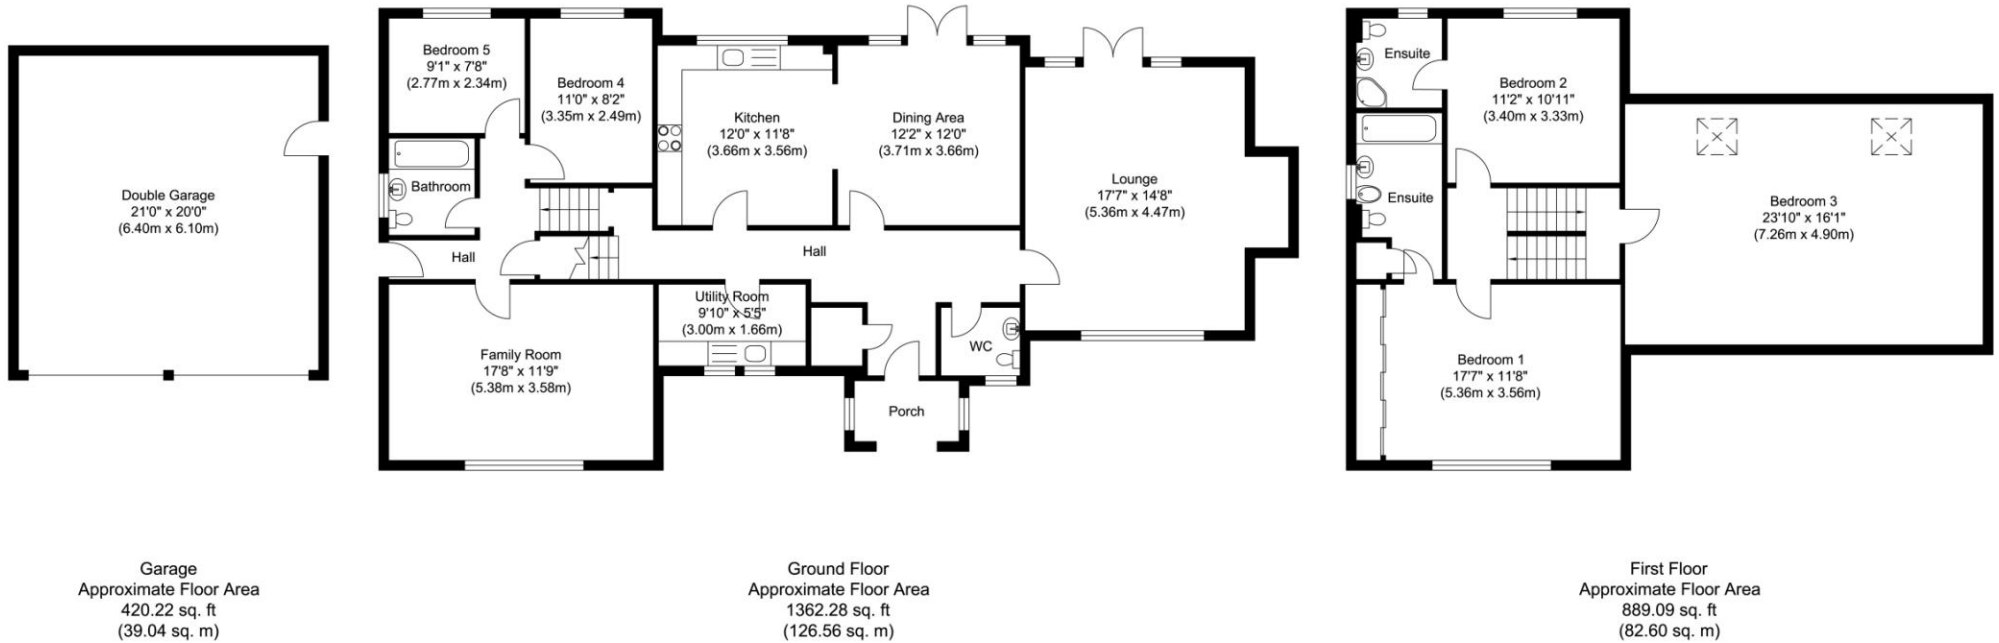 Double Garage
21'0" x 20'0"
(6.40m x 6.10m)
Bedroom 5
9'1" x 7'8"
(2.77m x 2.34m)
Bedroom 4
11'0" x 8'2"
(3.35m x 2.49m)
Kitchen
12'0" x 11'8"
(3.66m x 3.56m)
Dining Area
12'2" x 12'0"
(3.71m x 3.66m)
Lounge
17'7" x 14'8"
(5.36m x 4.47m)
Bathroom
Hall
Hall
Utility Room
9'10" x 5'5"
(3.00m x 1.66m)
Family Room
17'8" x 11'9"
(5.38m x 3.58m)
WC
Porch
Ensuite
Bedroom 2
11'2" x 10'11"
(3.40m x 3.33m)
Ensuite
Bedroom 3
23'10" x 16'1"
(7.26m x 4.90m)
Bedroom 1
17'7" x 11'8"
(5.36m x 3.56m)
Garage
Approximate Floor Area
420.22 sq. ft
(39.04 sq. m)
Ground Floor
Approximate Floor Area
1362.28 sq. ft
(126.56 sq. m)
First Floor
Approximate Floor Area
889.09 sq. ft
(82.60 sq. m)